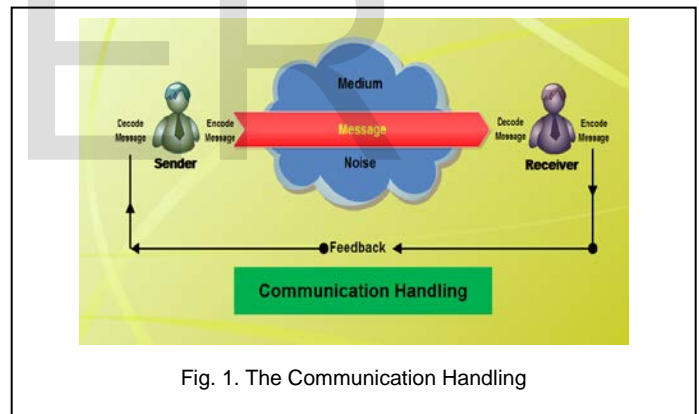 ER
Medium
Decode
Message
Encode
Message
Message
Decode
Message
Encode
Message
Sender
Noise
Receiver
Feedback
Communication Handling
Fig. 1. The Communication Handling